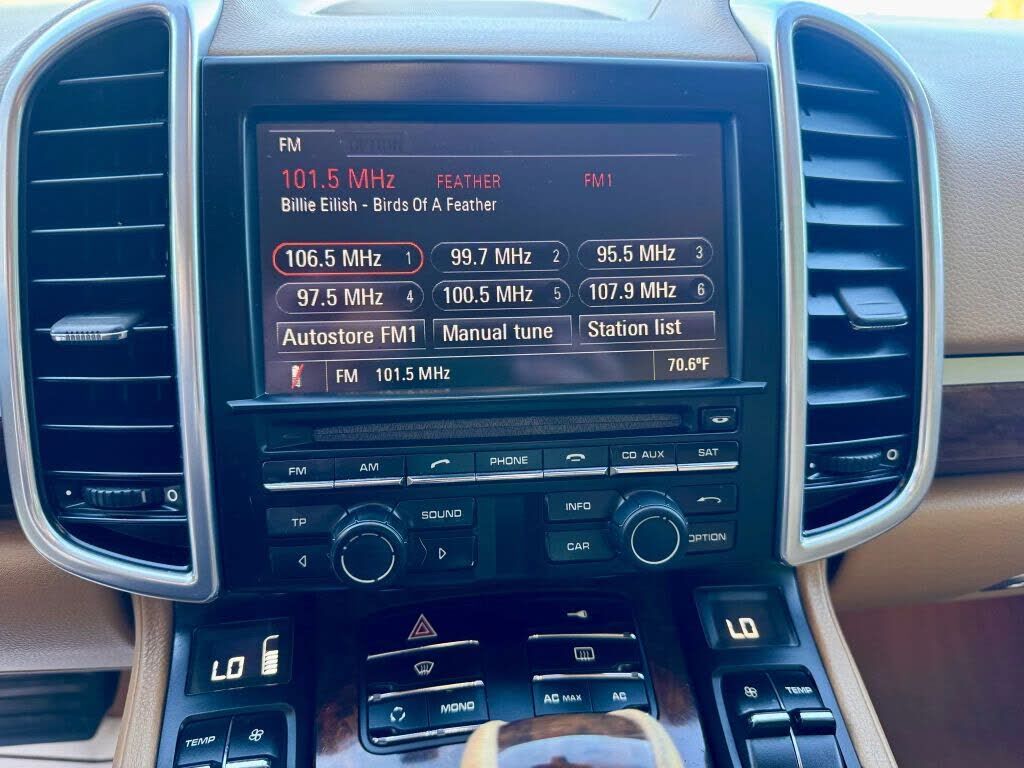 FM OPTION
101.5 MHz FEATHER FM1
Billie Eilish - Birds Of A Feather
106.5 MHz 1 99.7 MHz 2 95.5 MHz 3
97.5 MHz 4 100.5 MHz 5 107.9 MHz 6
Autostore FM1 Manual tune Station list
FM 101.5 MHz 70.6°F
FM AM PHONE CD AUX SAT
TP SOUND INFO
CAR OPTION
LO LO
MONO AC MAX AC
TEMP TEMP